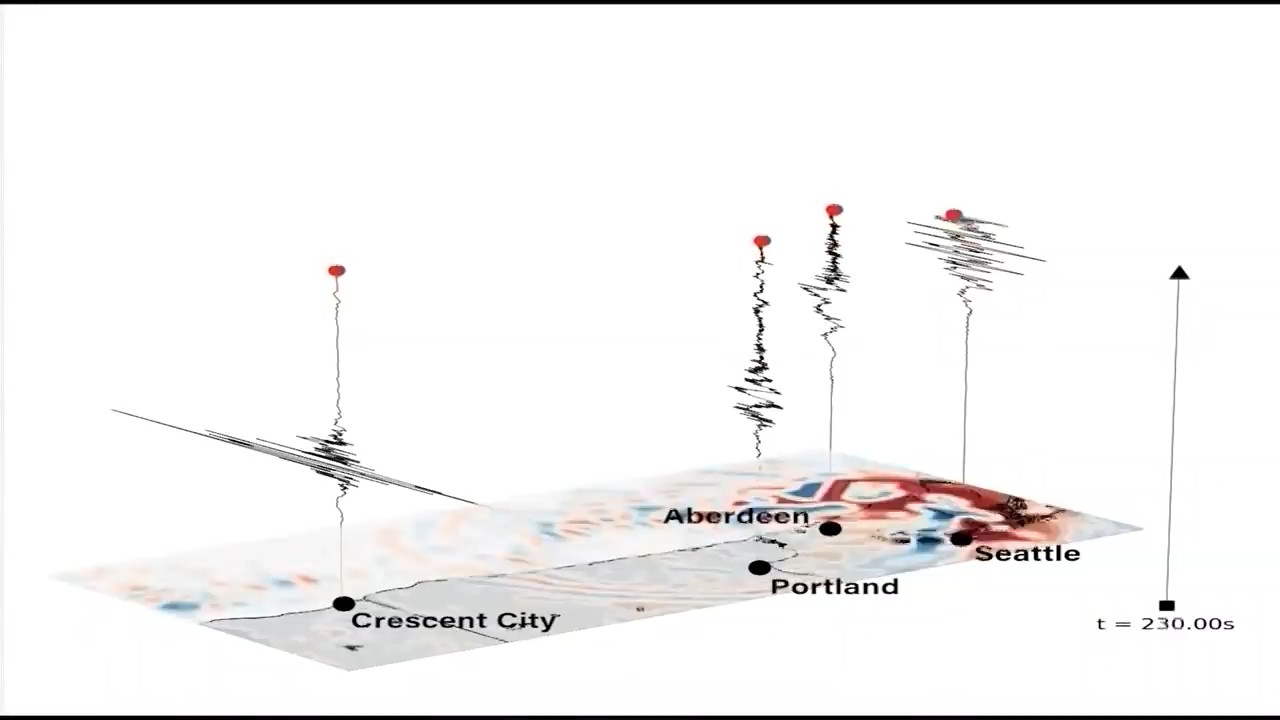 Aberdeen
Seattle
Portland
Crescent City
t = 230.00s